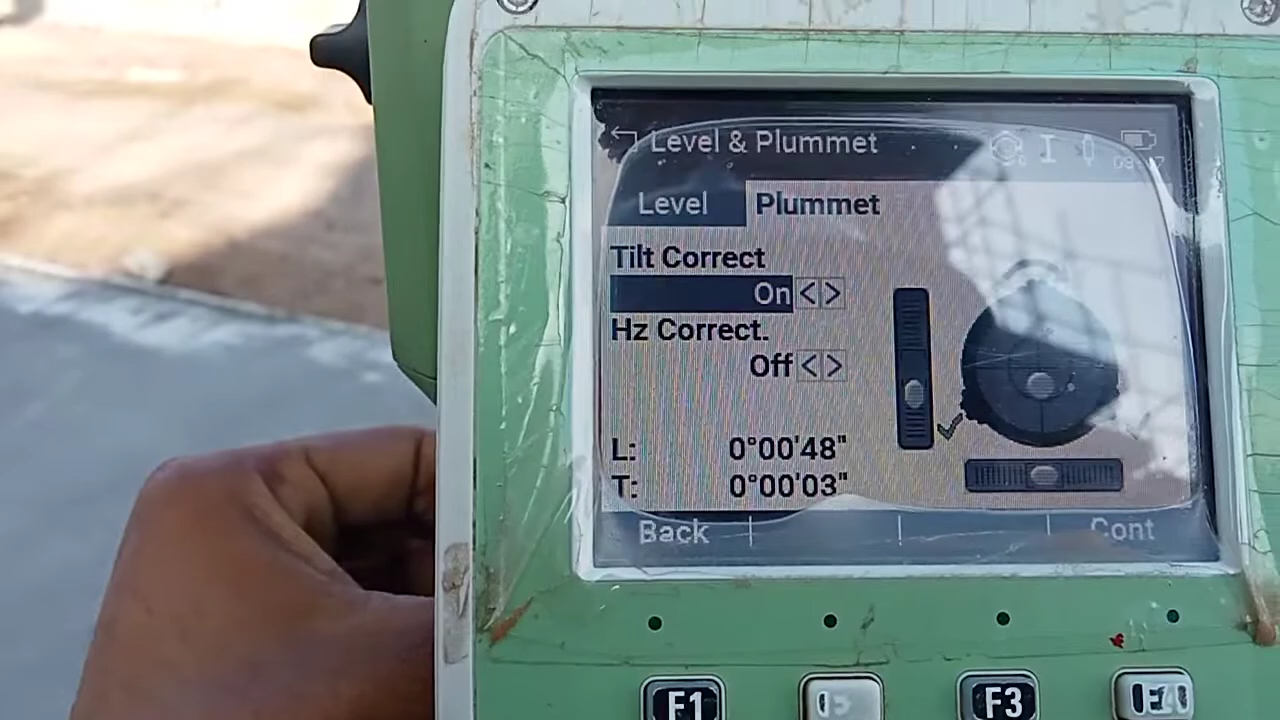 Level & Plummet
Level Plummet
Tilt Correct
On
Hz Correct.
Off
L: 0°00'48"
T: 0°00'03"
Back Cont
F1 F3